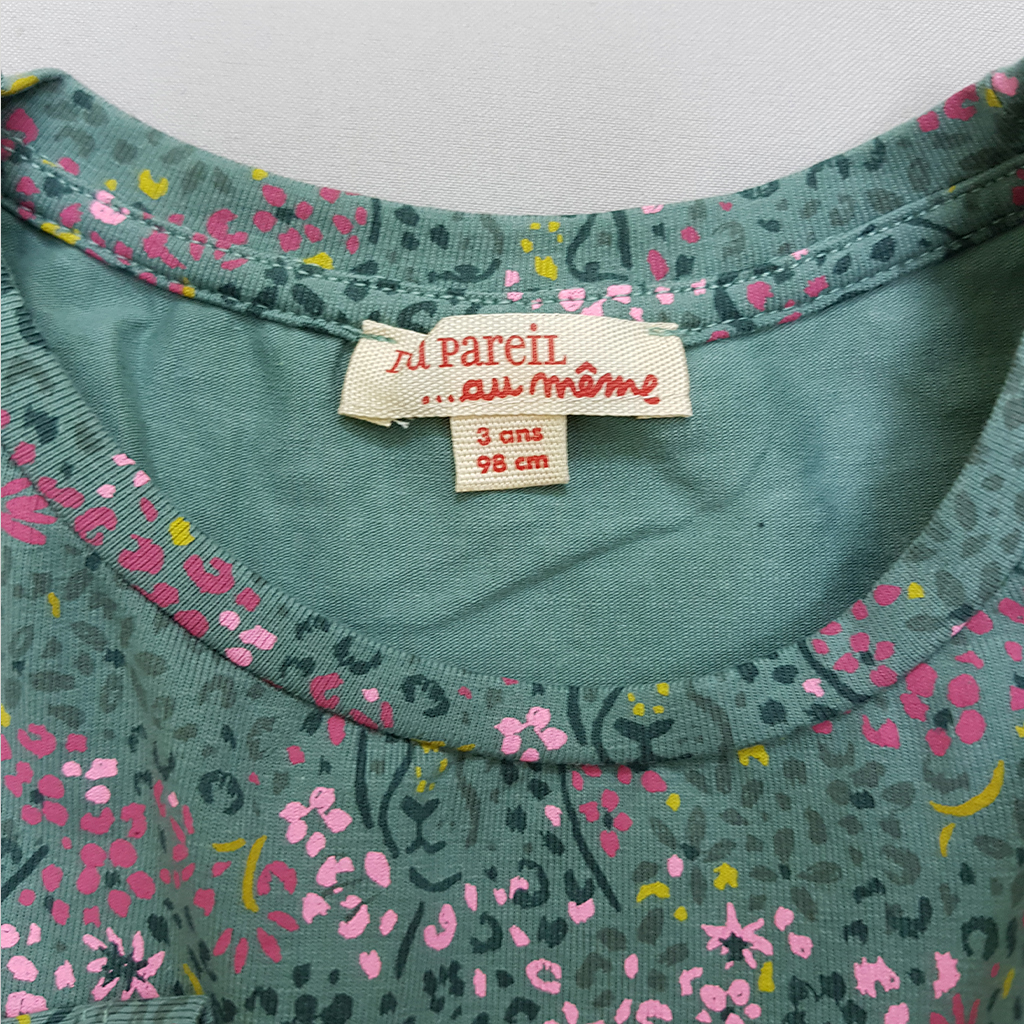 pareil
...au même
3 ans
98 cm